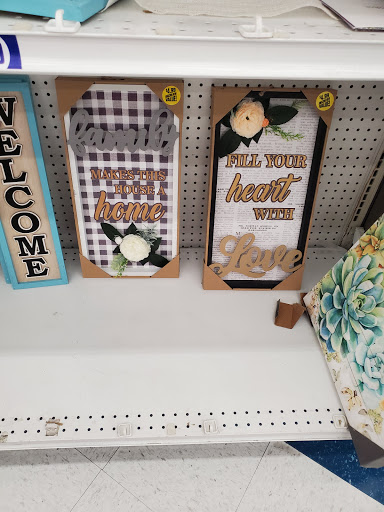 WELCOME
family
MAKES THIS
HOUSE A
home
FILL YOUR
heart
WITH
Love